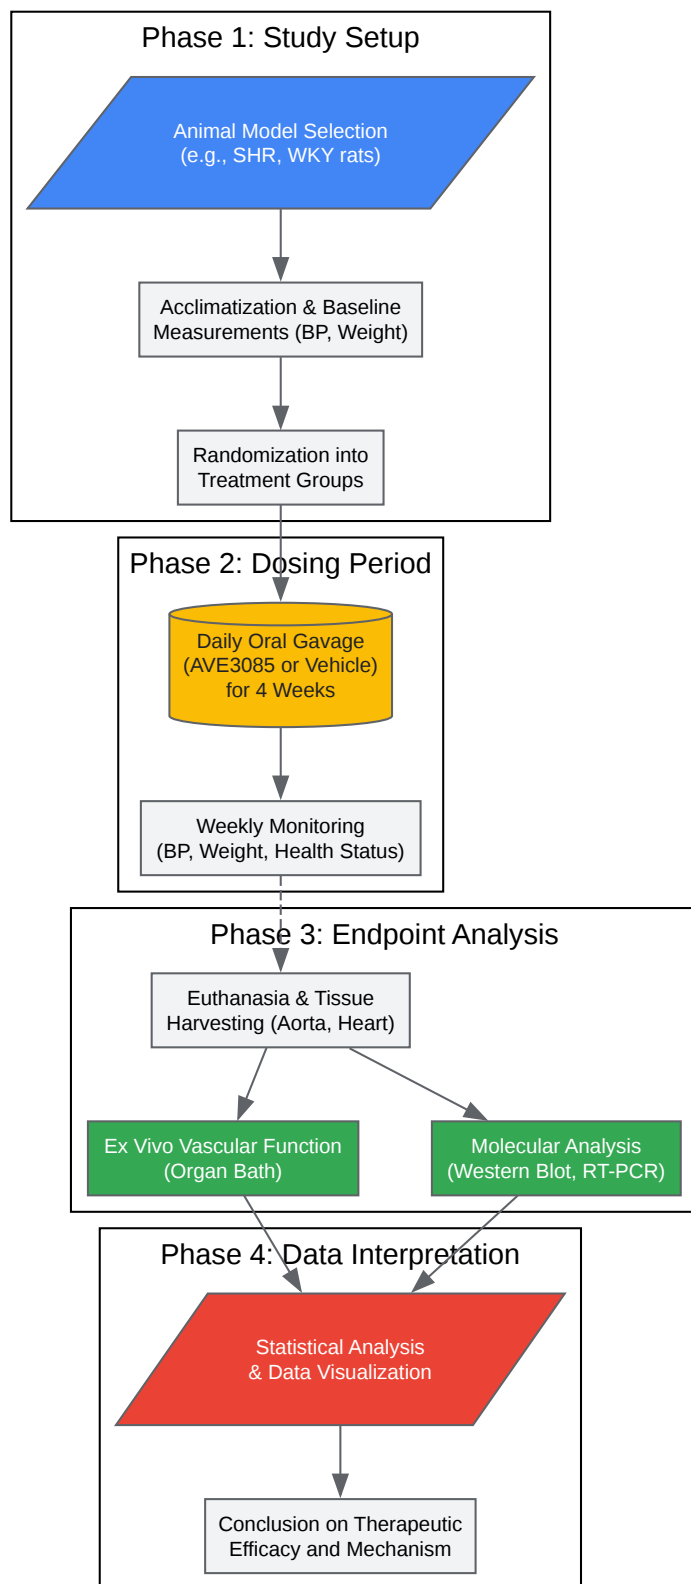 Phase 1: Study Setup
Animal Model Selection
(e.g., SHR, WKY rats)
Acclimatization & Baseline
Measurements (BP, Weight)
Randomization into
Treatment Groups
Phase 2: Dosing Period
Daily Oral Gavage
(AVE3085 or Vehicle)
for 4 Weeks
Weekly Monitoring
(BP, Weight, Health Status)
Phase 3: Endpoint Analysis
Euthanasia & Tissue
Harvesting (Aorta, Heart)
Ex Vivo Vascular Function
(Organ Bath)
Molecular Analysis
(Western Blot, RT-PCR)
Phase 4: Data Interpretation
Statistical Analysis
& Data Visualization
Conclusion on Therapeutic
Efficacy and Mechanism